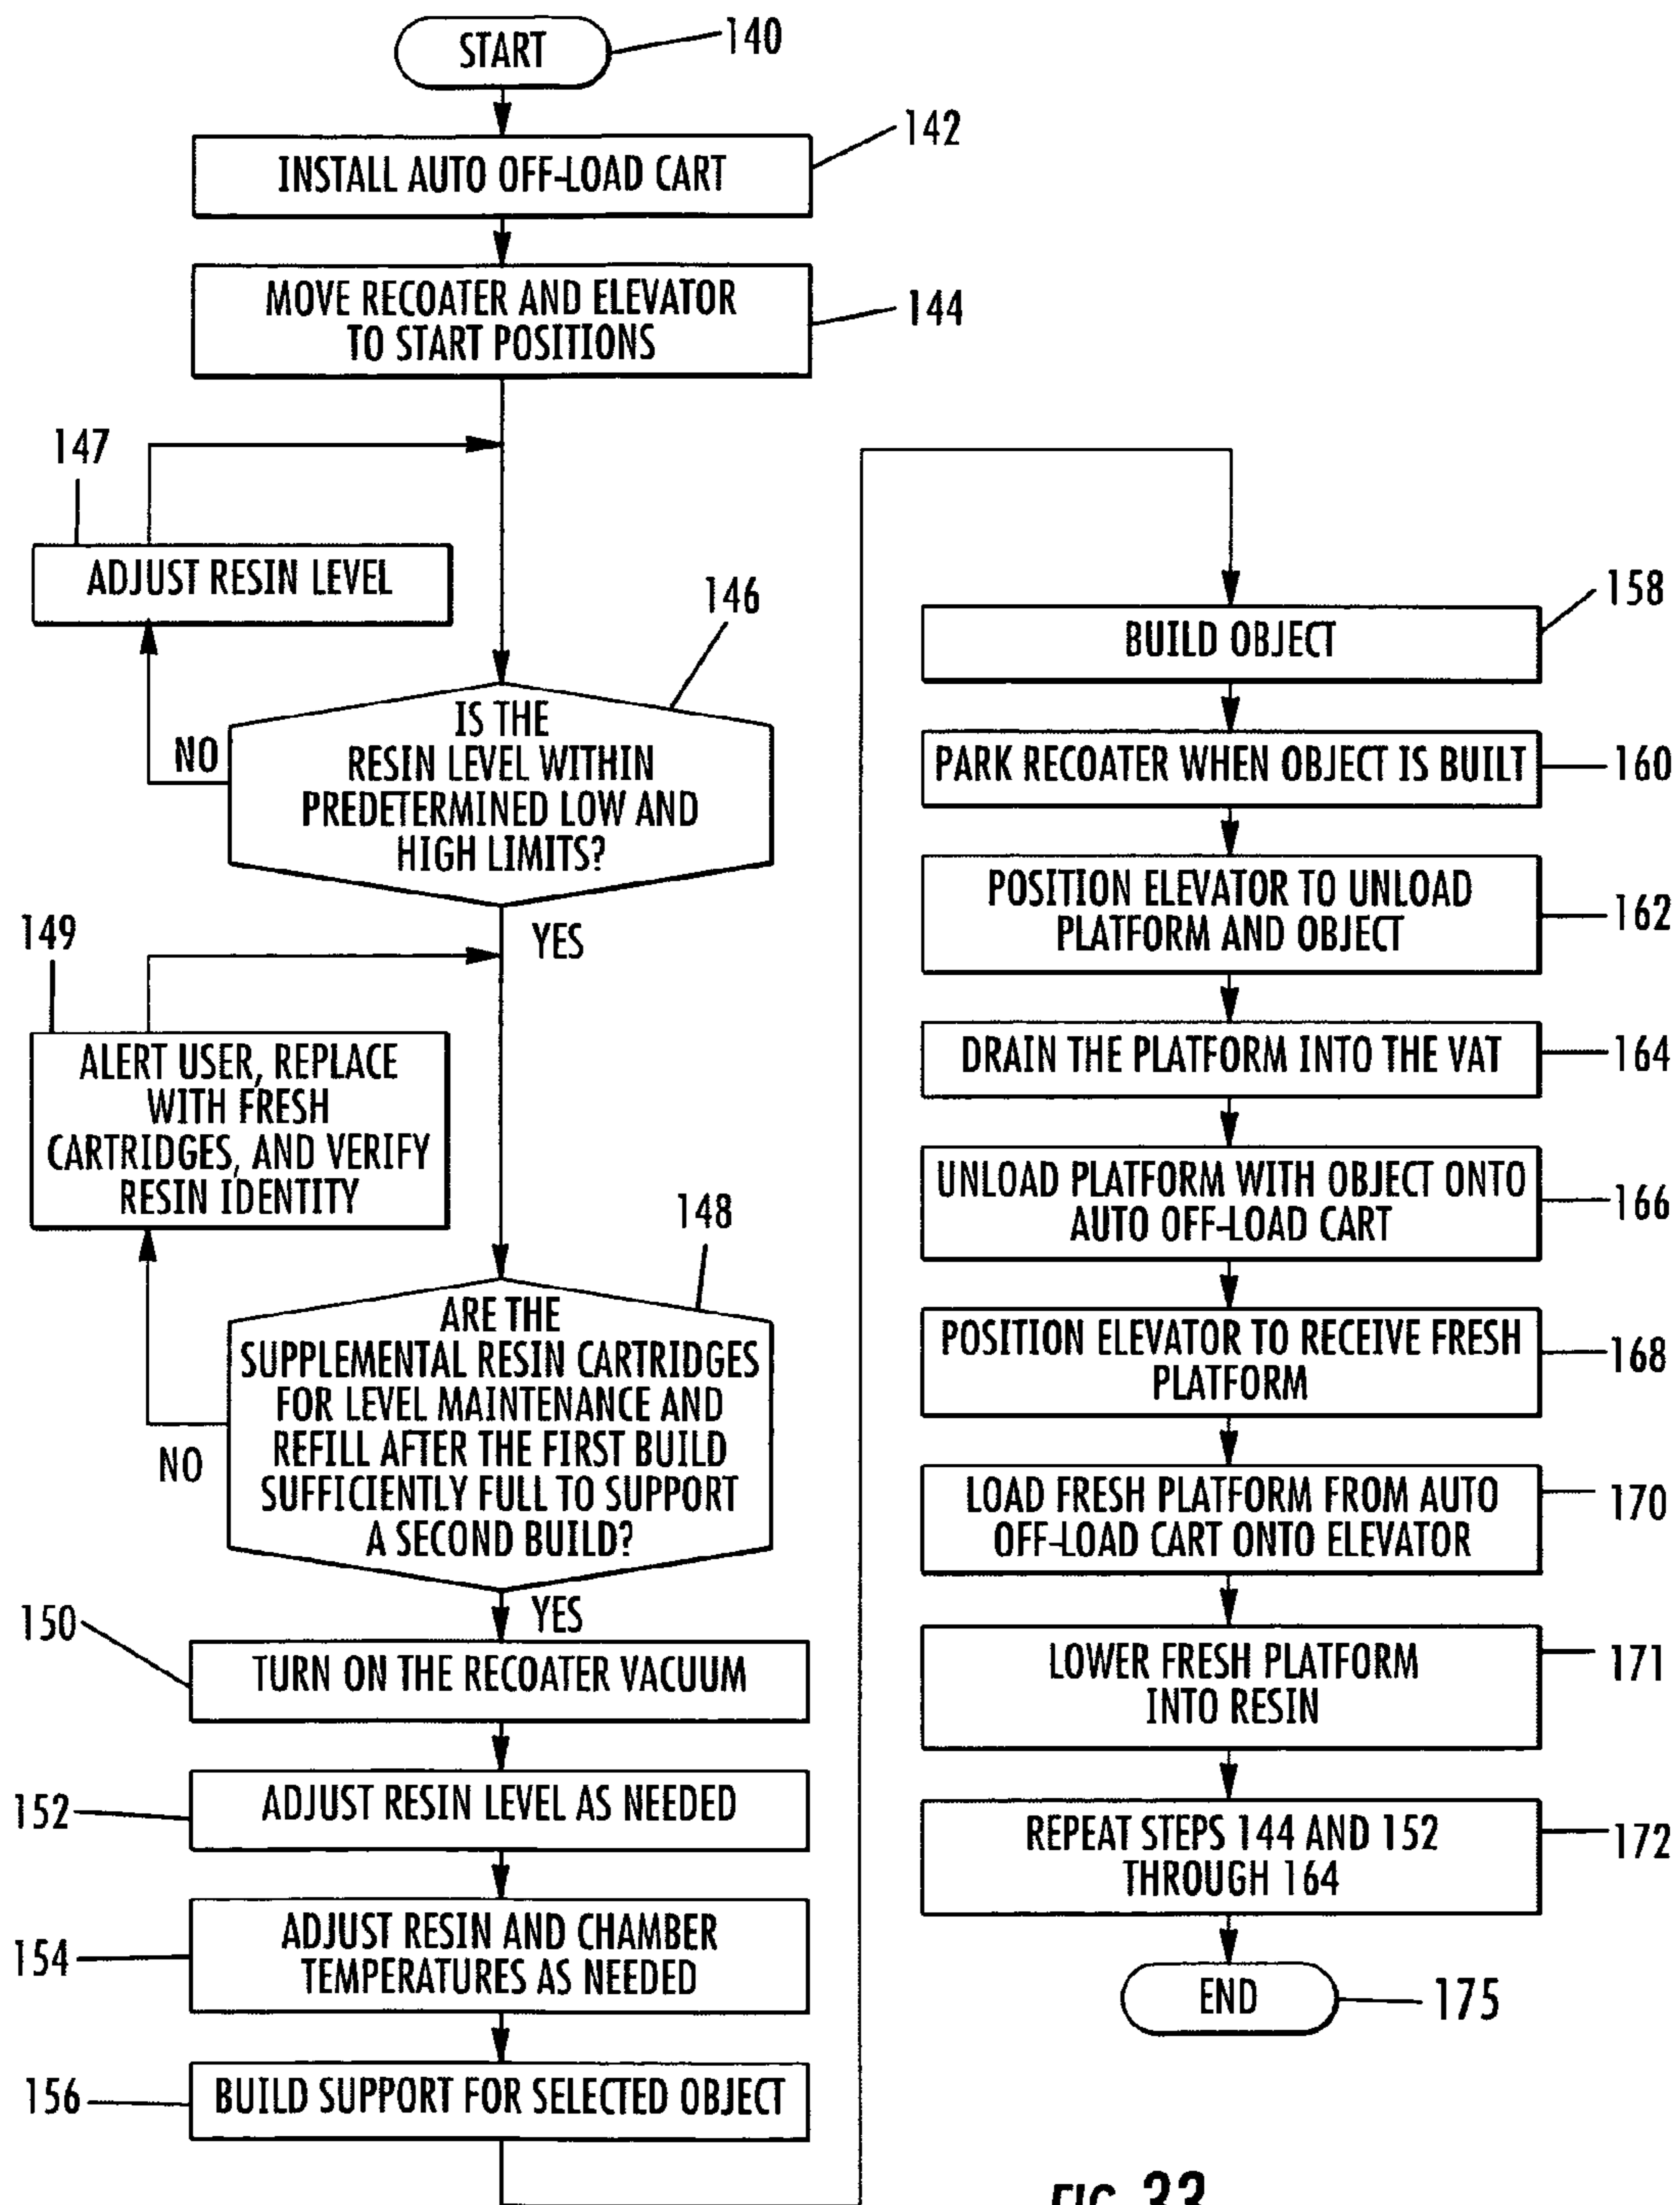 START
140
INSTALL AUTO OFF-LOAD CART
142
MOVE RECOATER AND ELEVATOR
TO START POSITIONS
144
147
ADJUST RESIN LEVEL
146
IS THE
RESIN LEVEL WITHIN
PREDETERMINED LOW AND
HIGH LIMITS?
NO
YES
149
ALERT USER, REPLACE
WITH FRESH
CARTRIDGES, AND VERIFY
RESIN IDENTITY
148
ARE THE
SUPPLEMENTAL RESIN CARTRIDGES
FOR LEVEL MAINTENANCE AND
REFILL AFTER THE FIRST BUILD
SUFFICIENTLY FULL TO SUPPORT
A SECOND BUILD?
NO
YES
150
TURN ON THE RECOATER VACUUM
152
ADJUST RESIN LEVEL AS NEEDED
154
ADJUST RESIN AND CHAMBER
TEMPERATURES AS NEEDED
156
BUILD SUPPORT FOR SELECTED OBJECT
158
BUILD OBJECT
PARK RECOATER WHEN OBJECT IS BUILT
160
POSITION ELEVATOR TO UNLOAD
PLATFORM AND OBJECT
162
DRAIN THE PLATFORM INTO THE VAT
164
UNLOAD PLATFORM WITH OBJECT ONTO
AUTO OFF-LOAD CART
166
POSITION ELEVATOR TO RECEIVE FRESH
PLATFORM
168
LOAD FRESH PLATFORM FROM AUTO
OFF-LOAD CART ONTO ELEVATOR
170
LOWER FRESH PLATFORM
INTO RESIN
171
REPEAT STEPS 144 AND 152
THROUGH 164
172
END
175
FIG. 33